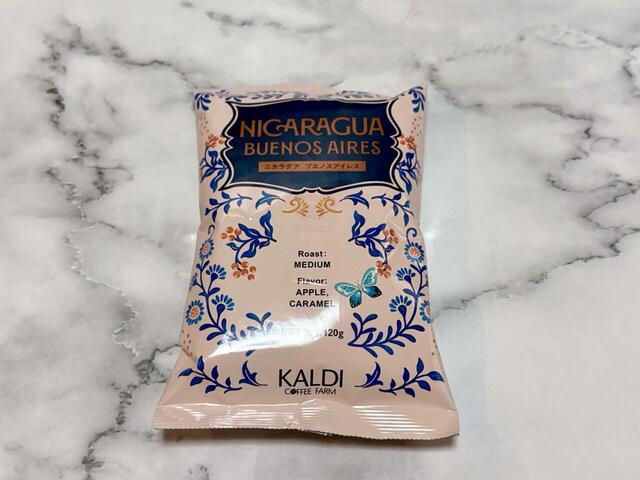 NICARAGUA
BUENOS AIRES
ニカラグア ブエノスアイレス
Roast:
MEDIUM
Flavor:
APPLE,
CARAMEL
NET 120g
KALDI
COFFEE FARM